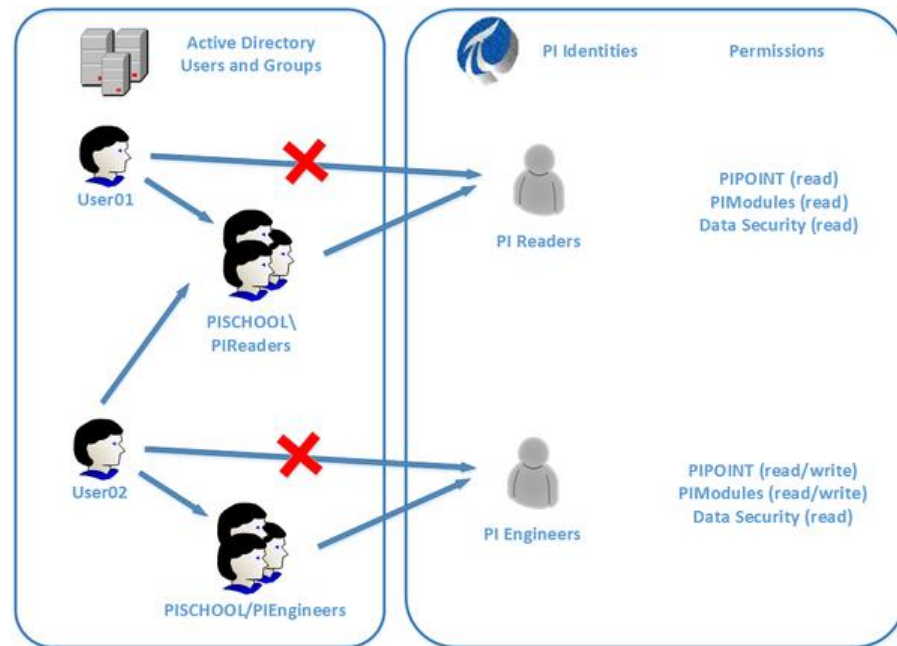 Active Directory
Users and Groups
PI Identities
Permissions
User01
PISCHOOL\
PIReaders
PI Readers
PIPOINT (read)
PIModules (read)
Data Security (read)
User02
PISCHOOL/PIEngineers
PI Engineers
PIPOINT (read/write)
PIModules (read/write)
Data Security (read)